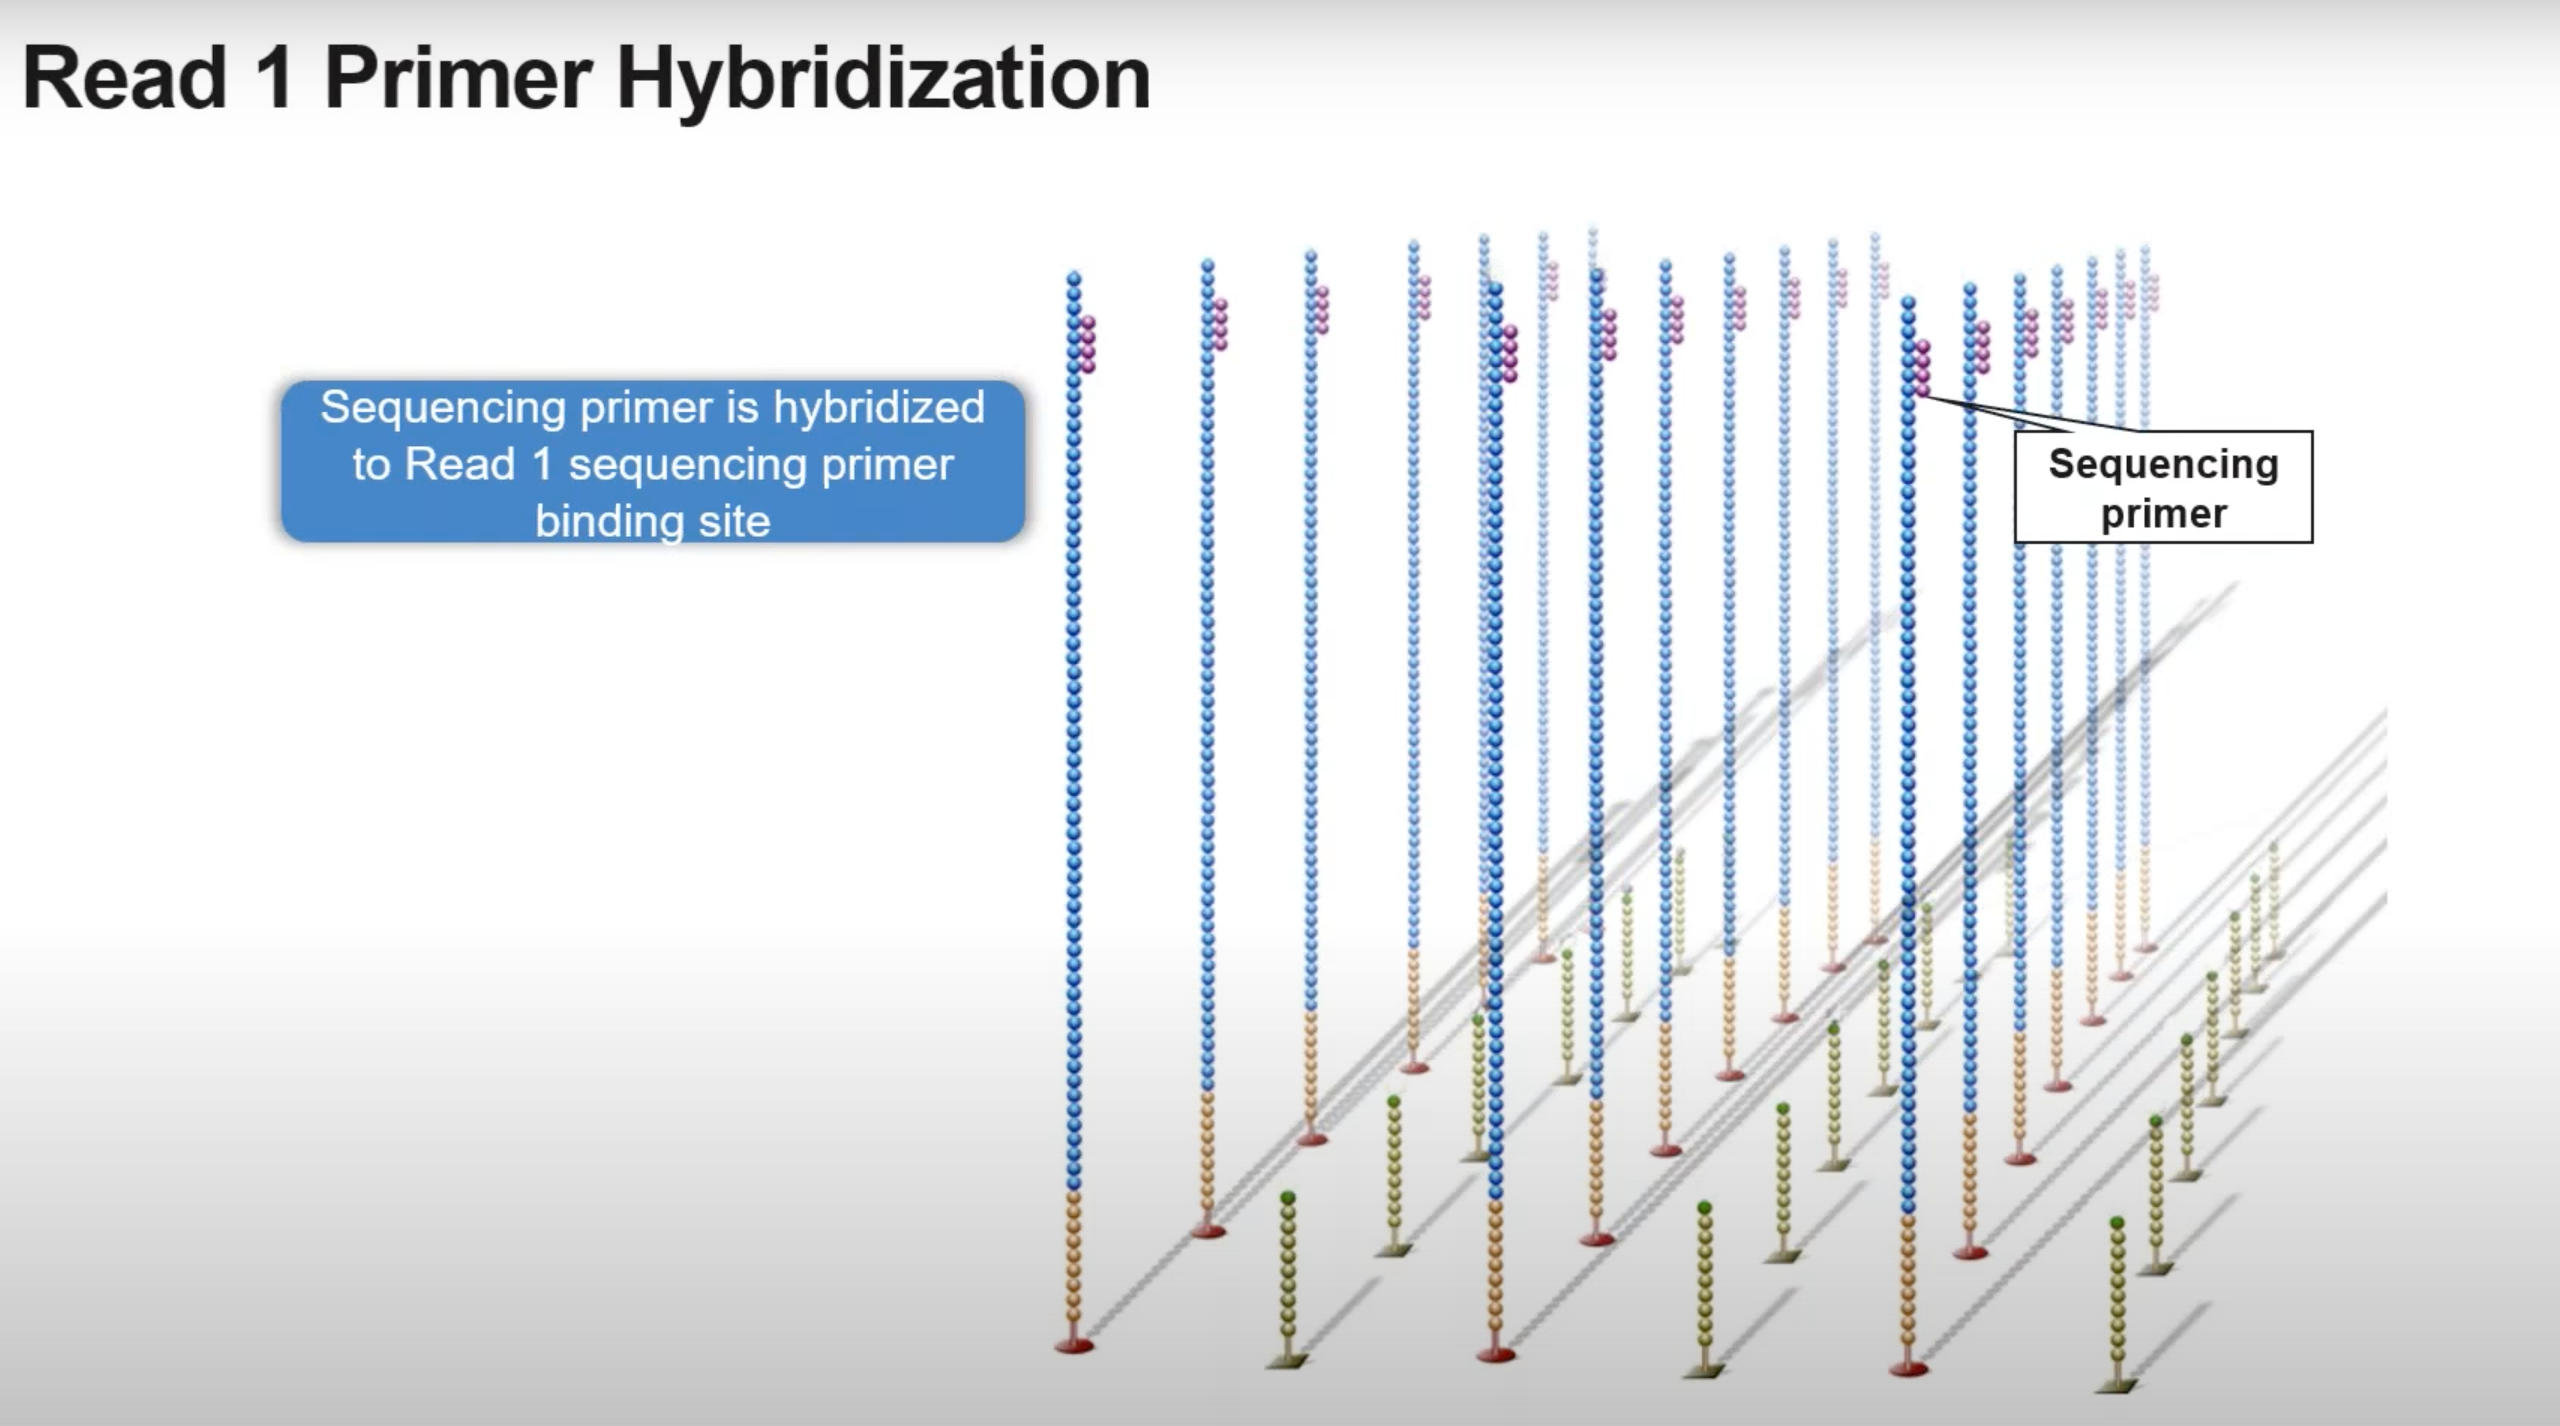 Read 1 Primer Hybridization
Sequencing primer is hybridized
to Read 1 sequencing primer
binding site
Sequencing
primer